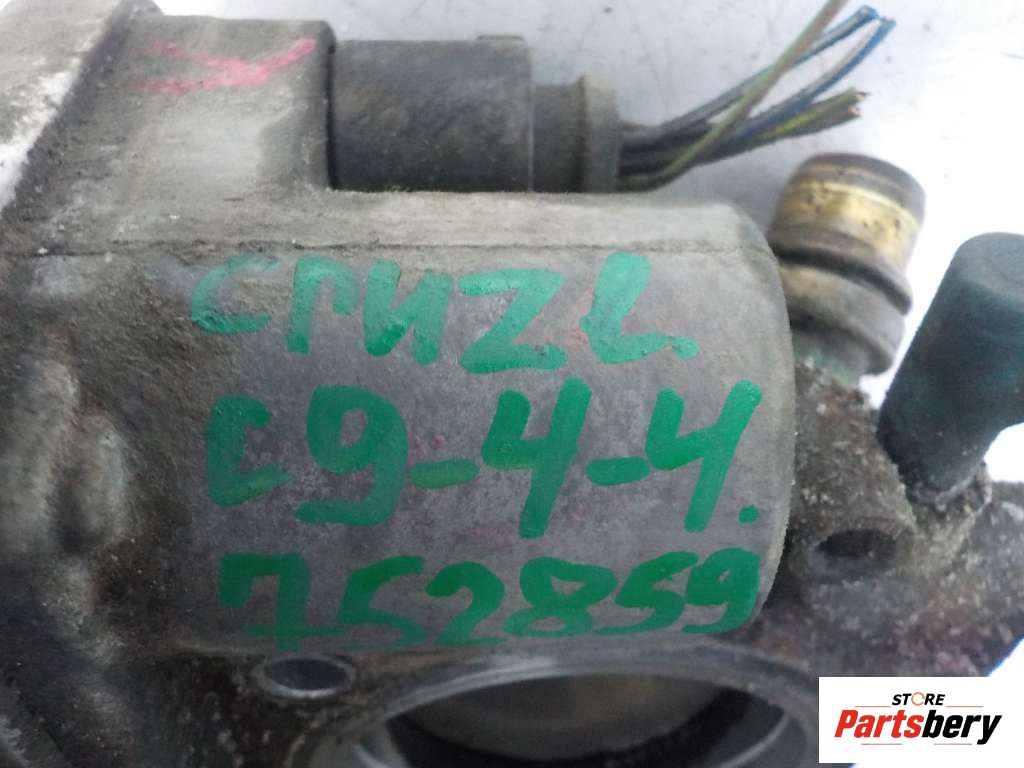 CRUZE.
C9-4-4.
752859
STORE
Partsbery